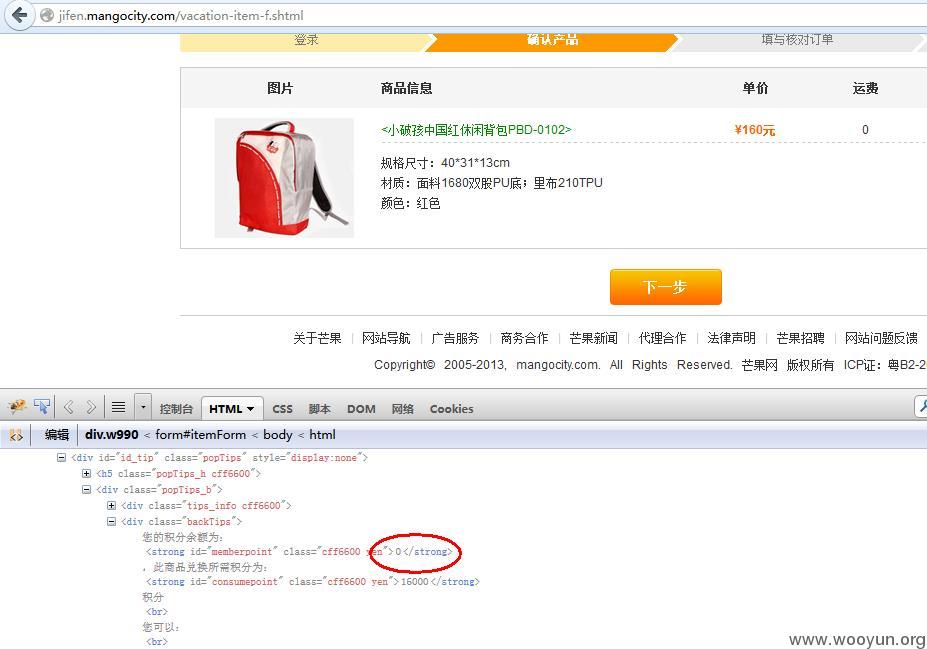 jifen.mangocity.com/vacation-item-f.shtml
登录 确认产品 填写核对订单
图片 商品信息 单价 运费
<小破孩中国红休闲背包PBD-0102> ¥160元 0
规格尺寸：40*31*13cm
材质：面料1680双股PU底；里布210TPU
颜色：红色
下一步
关于芒果 | 网站导航 | 广告服务 | 商务合作 | 芒果新闻 | 代理合作 | 法律声明 | 芒果招聘 | 网站问题反馈
Copyright© 2005-2013, mangocity.com. All Rights Reserved. 芒果网 版权所有 ICP证：粤B2-2
控制台 HTML CSS 脚本 DOM 网络 Cookies
编辑 div.w990 < form#itemForm < body < html
<div id="id_tip" class="popTips" style="display:none">
<h5 class="popTips_h cff6600">
<div class="popTips_b">
<div class="tips_info cff6600">
<div class="backTips">
您的积分余额为：
<strong id="memberpoint" class="cff6600 yen">0</strong>
，此商品兑换所需积分为：
<strong id="consumepoint" class="cff6600 yen">16000</strong>
积分
<br>
您可以：
<br>
www.wooyun.org